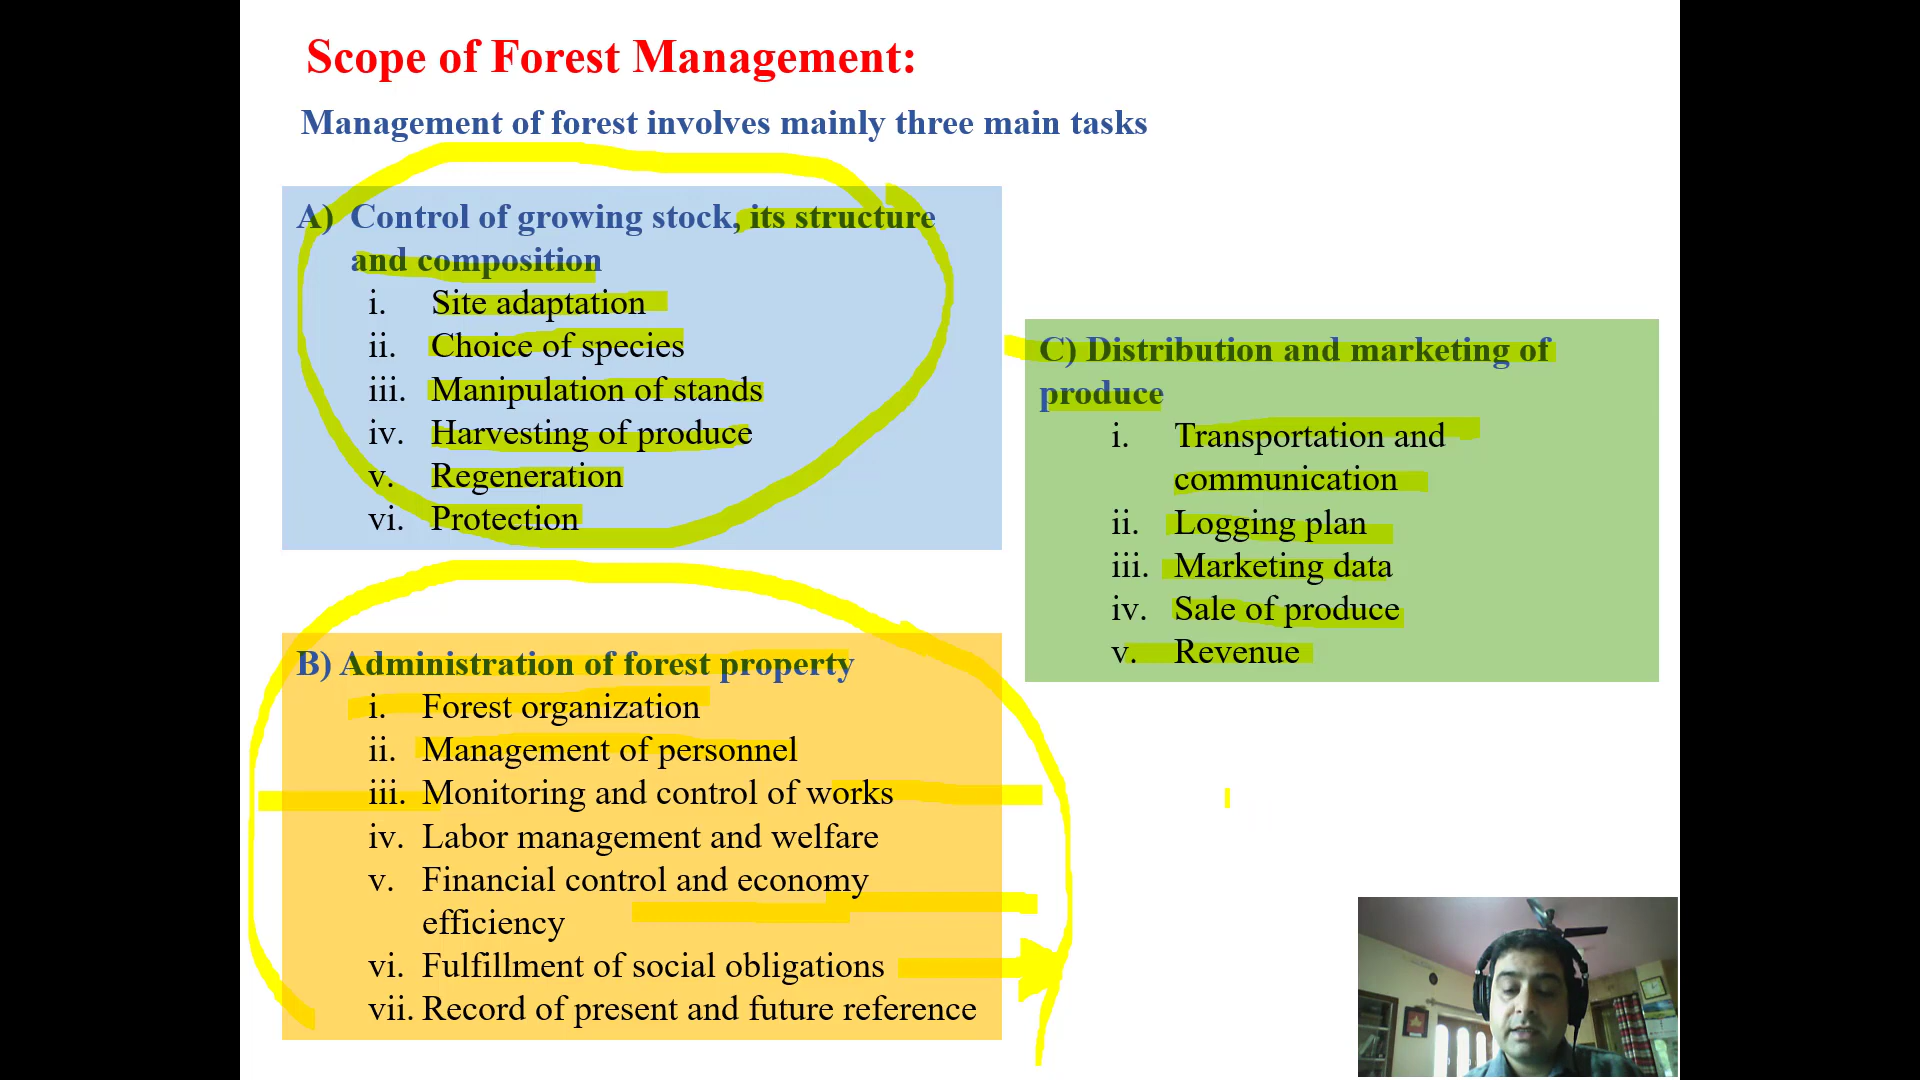 Scope of Forest Management:
Management of forest involves mainly three main tasks
A) Control of growing stock, its structure
and composition
i. Site adaptation
ii. Choice of species
iii. Manipulation of stands
iv. Harvesting of produce
v. Regeneration
vi. Protection
B) Administration of forest property
i. Forest organization
ii. Management of personnel
iii. Monitoring and control of works
iv. Labor management and welfare
v. Financial control and economy
efficiency
vi. Fulfillment of social obligations
vii. Record of present and future reference
C) Distribution and marketing of
produce
i. Transportation and
communication
ii. Logging plan
iii. Marketing data
iv. Sale of produce
v. Revenue